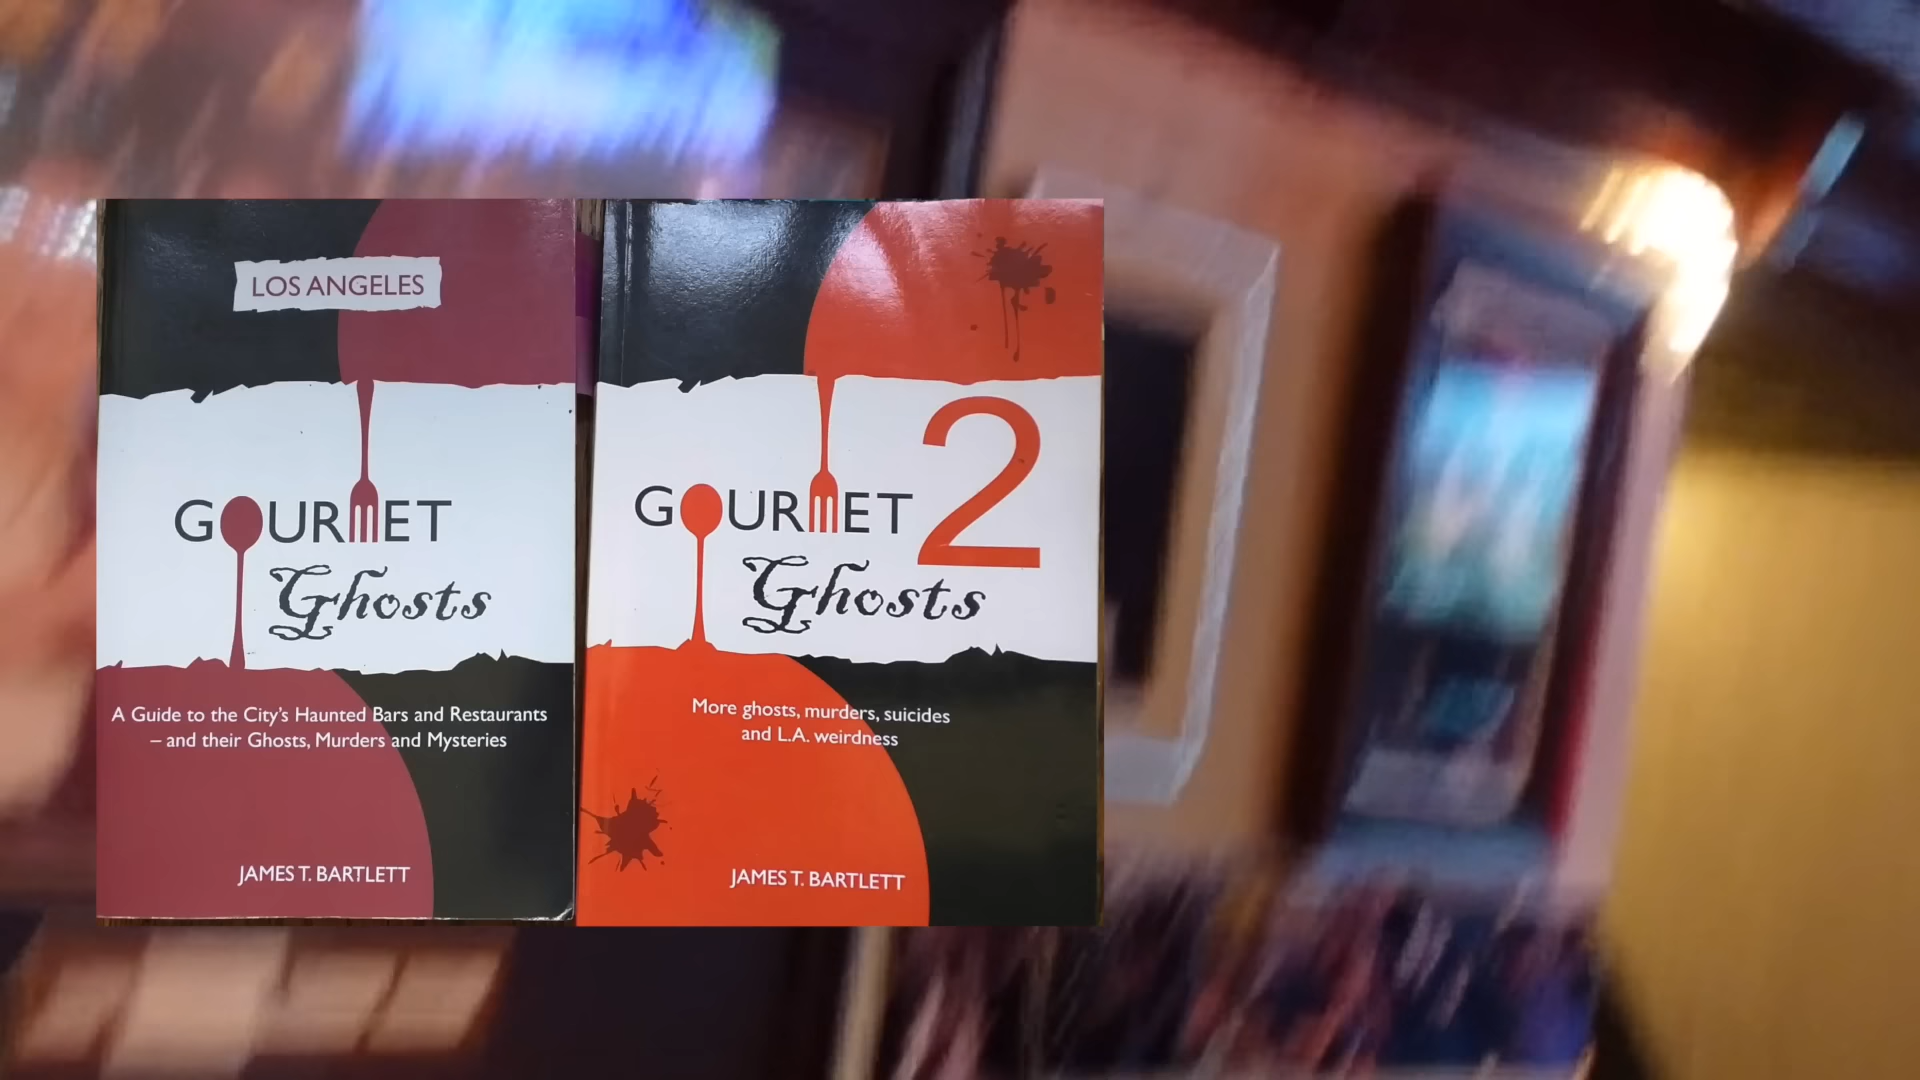 LOS ANGELES
GOURMET
Ghosts
A Guide to the City's Haunted Bars and Restaurants
– and their Ghosts, Murders and Mysteries
JAMES T. BARTLETT
GOURMET 2
Ghosts
More ghosts, murders, suicides
and L.A. weirdness
JAMES T. BARTLETT